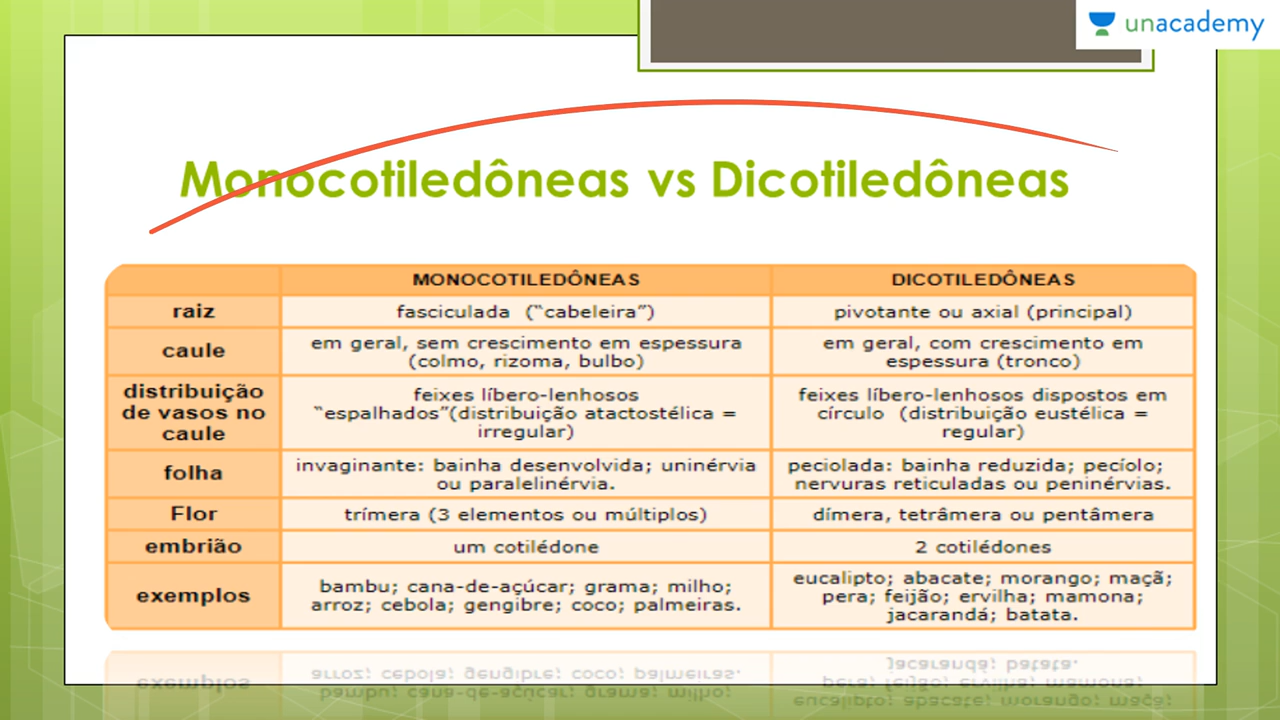 unacademy
Monocotiledôneas vs Dicotiledôneas
MONOCOTILEDÔNEAS
DICOTILEDÔNEAS
raiz
fasciculada ("cabeleira")
pivotante ou axial (principal)
caule
em geral, sem crescimento em espessura
(colmo, rizoma, bulbo)
em geral, com crescimento em
espessura (tronco)
distribuição
de vasos no
caule
feixes líbero-lenhosos
"espalhados"(distribuição atactostélica =
irregular)
feixes líbero-lenhosos dispostos em
círculo (distribuição eustélica =
regular)
folha
invaginante: bainha desenvolvida; uninérvia
ou paralelinérvia.
peciolada: bainha reduzida; pecíolo;
nervuras reticuladas ou peninérvias.
Flor
trímera (3 elementos ou múltiplos)
dímera, tetrâmera ou pentâmera
embrião
um cotilédone
2 cotilédones
exemplos
bambu; cana-de-açúcar; grama; milho;
arroz; cebola; gengibre; coco; palmeiras.
eucalipto; abacate; morango; maçã;
pera; feijão; ervilha; mamona;
jacarandá; batata.